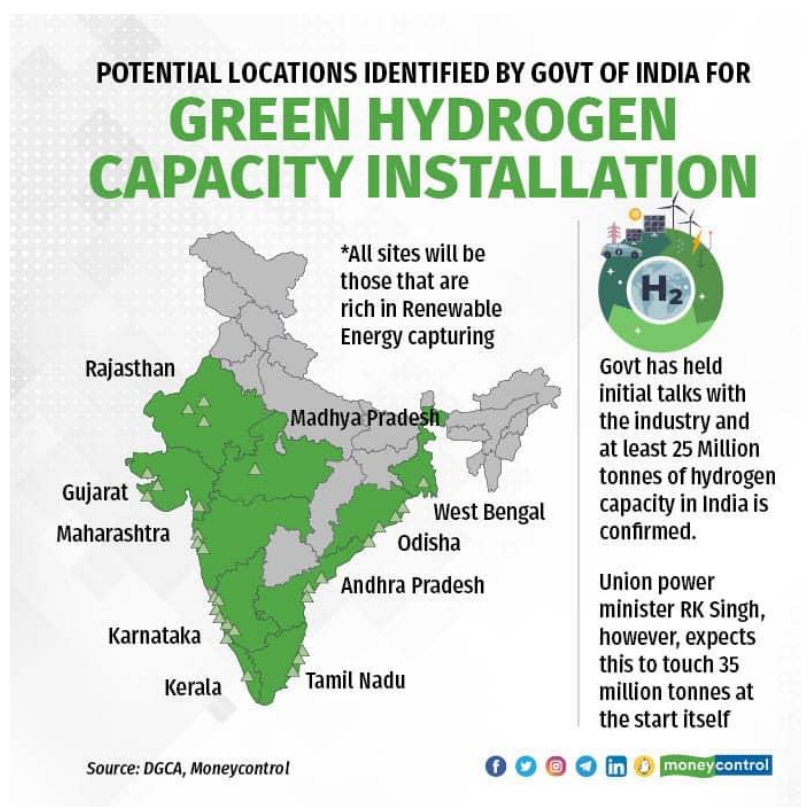 POTENTIAL LOCATIONS IDENTIFIED BY GOVT OF INDIA FOR
GREEN HYDROGEN
CAPACITY INSTALLATION
*All sites will be
those that are
rich in Renewable
Energy capturing
Rajasthan
Madhya Pradesh
Gujarat
Maharashtra
West Bengal
Odisha
Andhra Pradesh
Karnataka
Kerala
Tamil Nadu
H2
Govt has held
initial talks with
the industry and
at least 25 Million
tonnes of hydrogen
capacity in India is
confirmed.
Union power
minister RK Singh,
however, expects
this to touch 35
million tonnes at
the start itself
Source: DGCA, Moneycontrol
moneycontrol